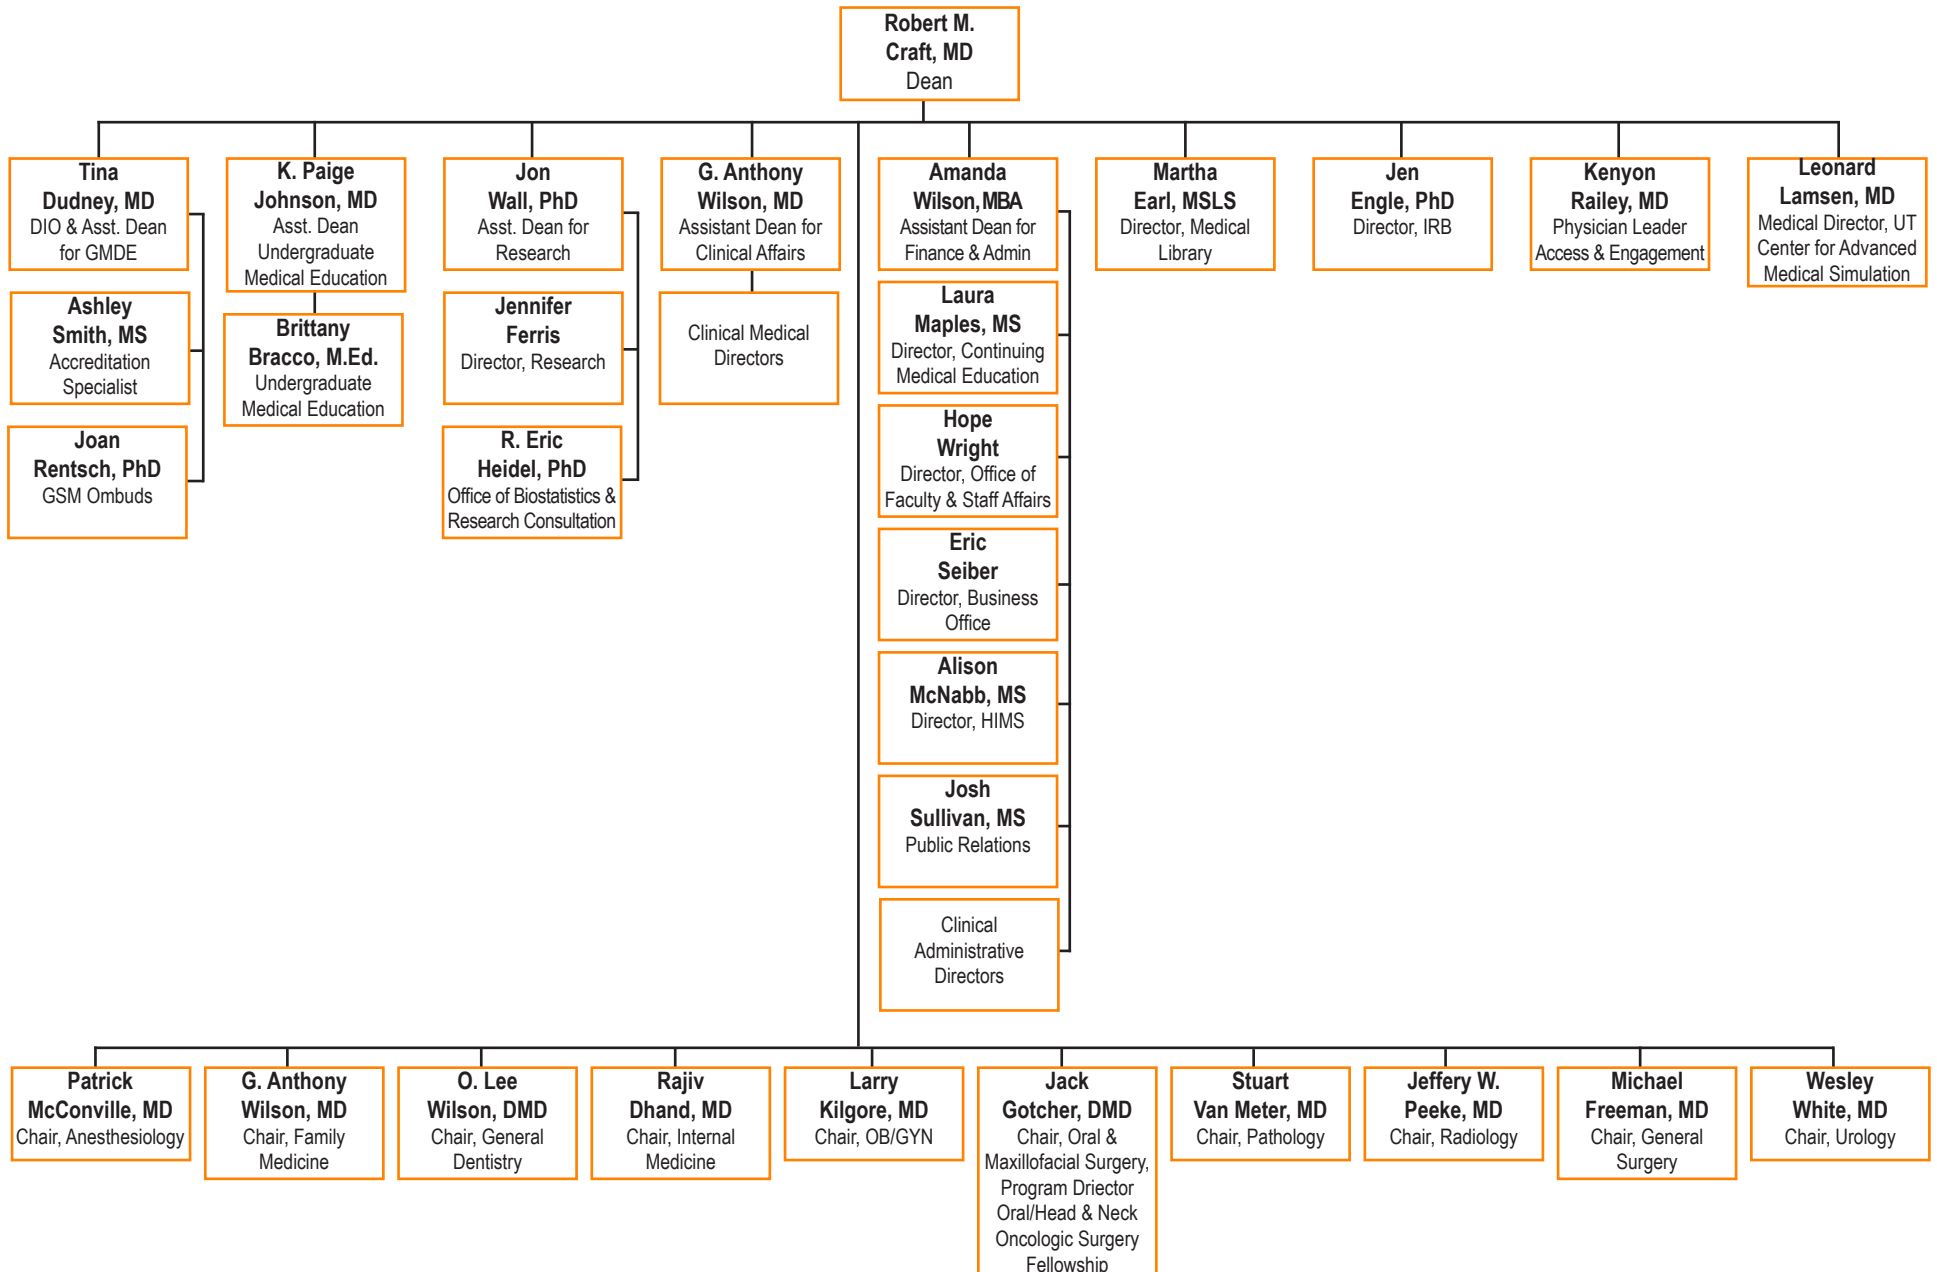 Robert M.
Craft, MD
Dean
Tina
Dudney, MD
DIO & Asst. Dean
for GMDE
K. Paige
Johnson, MD
Asst. Dean
Undergraduate
Medical Education
Jon
Wall, PhD
Asst. Dean for
Research
G. Anthony
Wilson, MD
Assistant Dean for
Clinical Affairs
Amanda
Wilson, MBA
Assistant Dean for
Finance & Admin
Martha
Earl, MSLS
Director, Medical
Library
Jen
Engle, PhD
Director, IRB
Kenyon
Railey, MD
Physician Leader
Access & Engagement
Leonard
Lamsen, MD
Medical Director, UT
Center for Advanced
Medical Simulation
Ashley
Smith, MS
Accreditation
Specialist
Brittany
Bracco, M.Ed.
Undergraduate
Medical Education
Jennifer
Ferris
Director, Research
Clinical Medical
Directors
Laura
Maples, MS
Director, Continuing
Medical Education
Joan
Rentsch, PhD
GSM Ombuds
R. Eric
Heidel, PhD
Office of Biostatistics &
Research Consultation
Hope
Wright
Director, Office of
Faculty & Staff Affairs
Eric
Seiber
Director, Business
Office
Alison
McNabb, MS
Director, HIMS
Josh
Sullivan, MS
Public Relations
Clinical
Administrative
Directors
Patrick
McConville, MD
Chair, Anesthesiology
G. Anthony
Wilson, MD
Chair, Family
Medicine
O. Lee
Wilson, DMD
Chair, General
Dentistry
Rajiv
Dhand, MD
Chair, Internal
Medicine
Larry
Kilgore, MD
Chair, OB/GYN
Jack
Gotcher, DMD
Chair, Oral &
Maxillofacial Surgery,
Program Driector
Oral/Head & Neck
Oncologic Surgery
Fellowship
Stuart
Van Meter, MD
Chair, Pathology
Jeffery W.
Peeke, MD
Chair, Radiology
Michael
Freeman, MD
Chair, General
Surgery
Wesley
White, MD
Chair, Urology